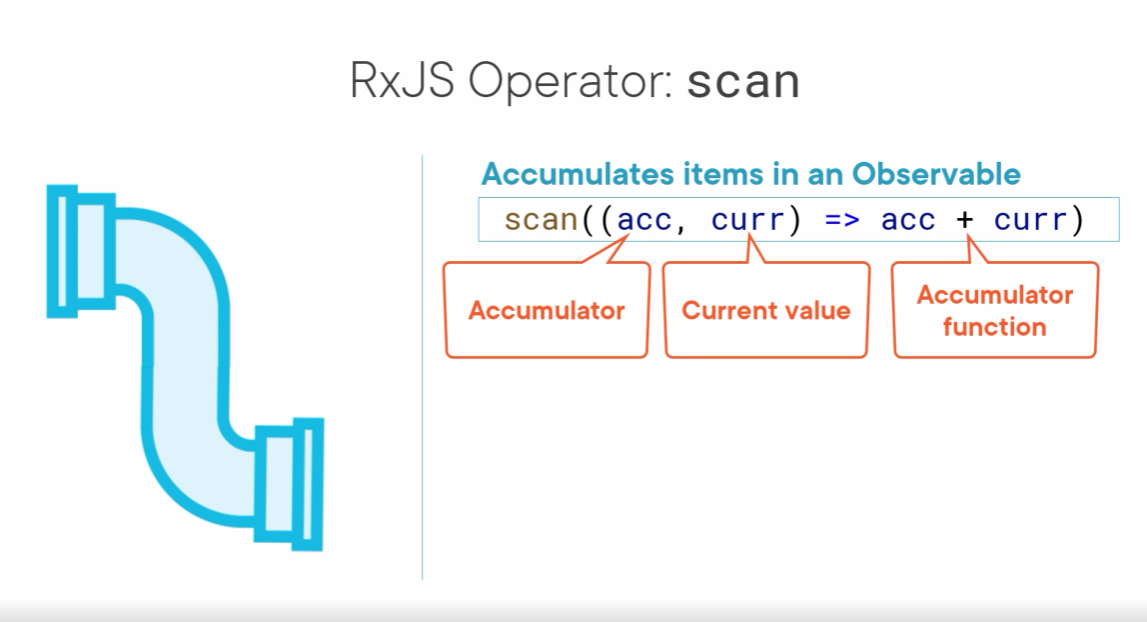 RxJS Operator: scan
Accumulates items in an Observable
scan((acc, curr) => acc + curr)
Accumulator
Current value
Accumulator
function